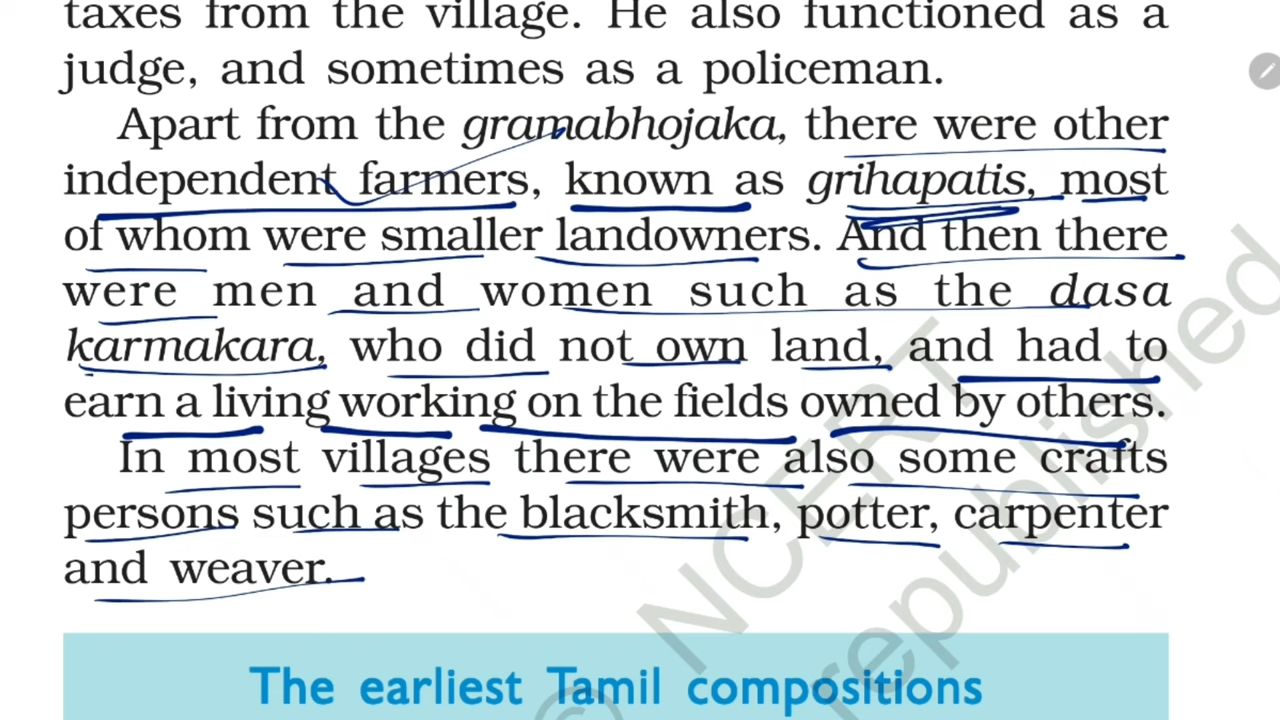 taxes from the village. He also functioned as a
judge, and sometimes as a policeman.
Apart from the gramabhojaka, there were other
independent farmers, known as grihapatis, most
of whom were smaller landowners. And then there
were men and women such as the dasa
karmakara, who did not own land, and had to
earn a living working on the fields owned by others.
In most villages there were also some crafts
persons such as the blacksmith, potter, carpenter
and weaver.
The earliest Tamil compositions
© NCERT
republished